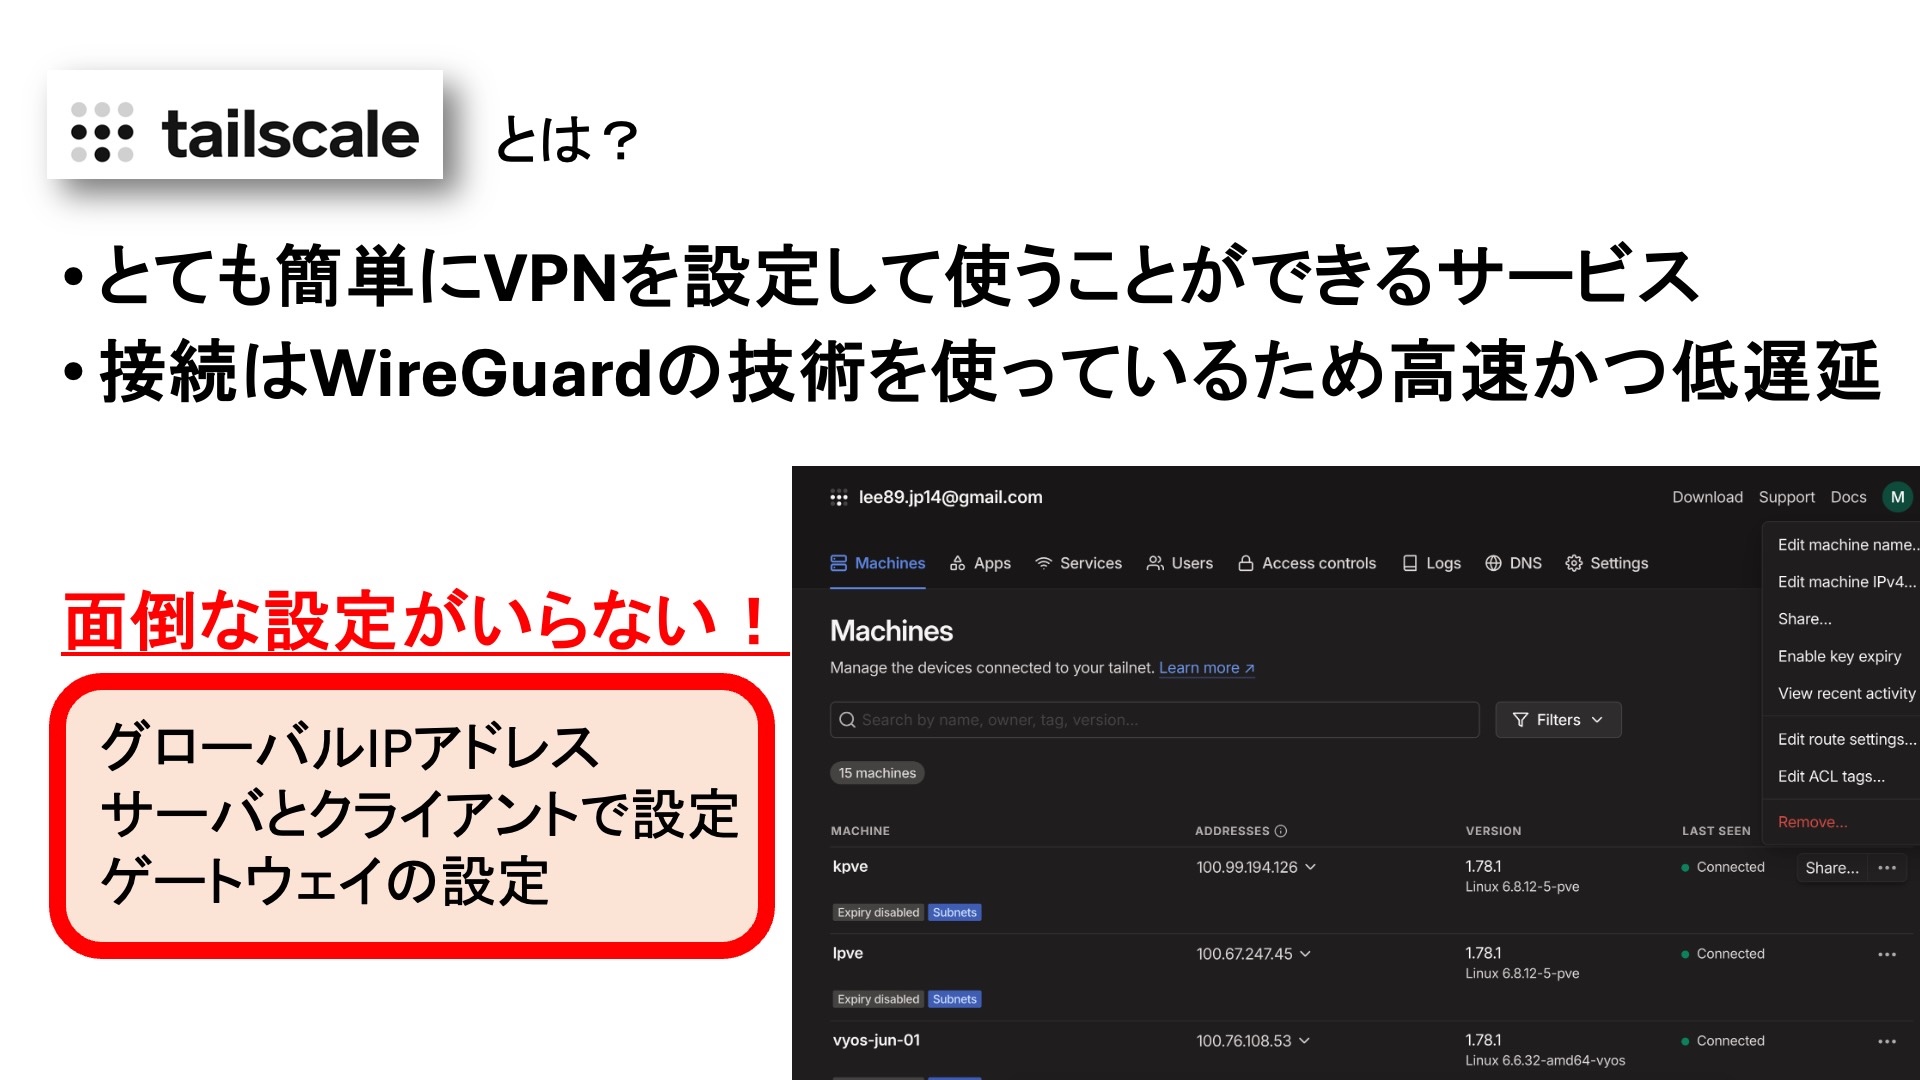 tailscale とは？
•とても簡単にVPNを設定して使うことができるサービス
•接続はWireGuardの技術を使っているため高速かつ低遅延
面倒な設定がいらない！
グローバルIPアドレス
サーバとクライアントで設定
ゲートウェイの設定
lee89.jp14@gmail.com Download Support Docs M
Machines Apps Services Users Access controls Logs DNS Settings
Machines
Manage the devices connected to your tailnet. Learn more ↗
Search by name, owner, tag, version...
Filters
15 machines
Edit machine name...
Edit machine IPv4...
Share...
Enable key expiry
View recent activity
Edit route settings...
Edit ACL tags...
Remove...
MACHINE ADDRESSES VERSION LAST SEEN
kpve 100.99.194.126 1.78.1 Connected Share... •••
Linux 6.8.12-5-pve
Expiry disabled Subnets
lpve 100.67.247.45 1.78.1 Connected •••
Linux 6.8.12-5-pve
Expiry disabled Subnets
vyos-jun-01 100.76.108.53 1.78.1 Connected •••
Linux 6.6.32-amd64-vyos